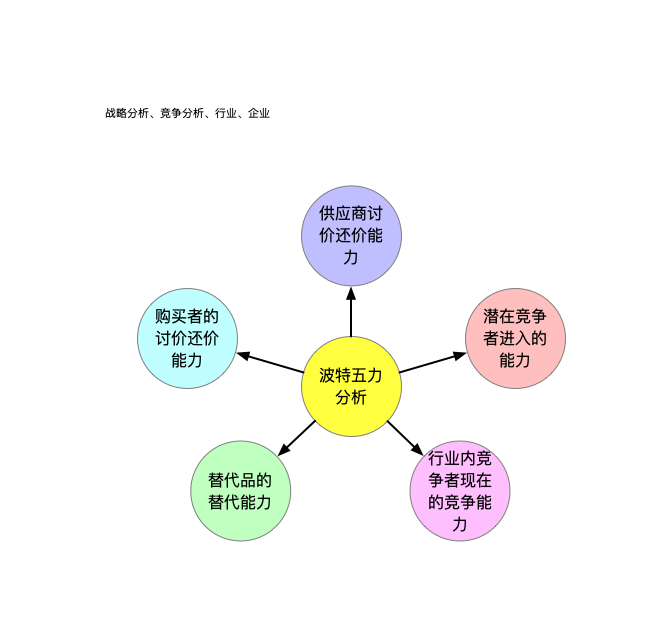 战略分析、竞争分析、行业、企业
供应商讨
价还价能
力
购买者的
讨价还价
能力
潜在竞争
者进入的
能力
波特五力
分析
替代品的
替代能力
行业内竞
争者现在
的竞争能
力